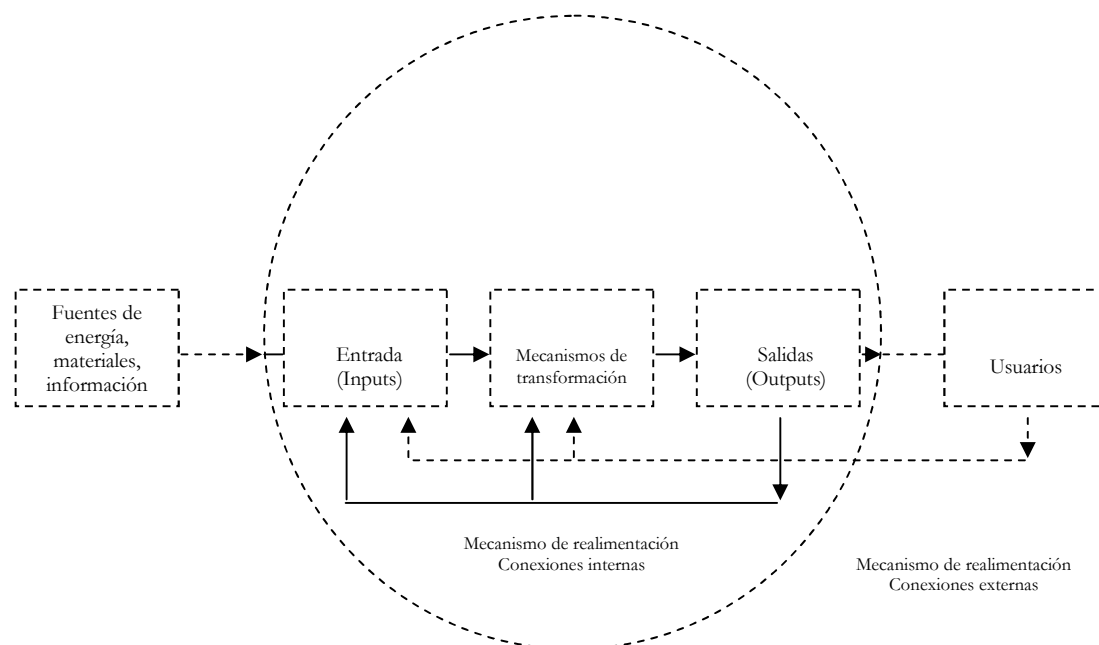 Fuentes de
energía,
materiales,
información
Entrada
(Inputs)
Mecanismos de
transformación
Salidas
(Outputs)
Usuarios
Mecanismo de realimentación
Conexiones internas
Mecanismo de realimentación
Conexiones externas